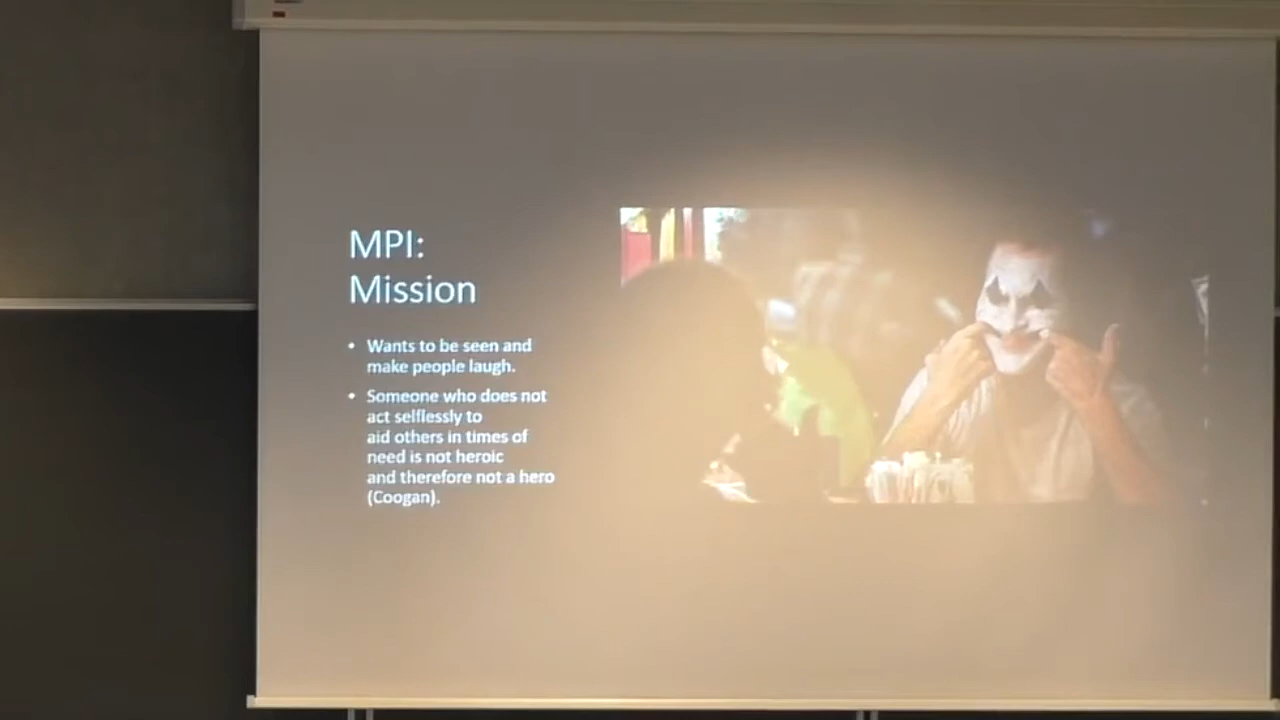 MPI:
Mission
• Wants to be seen and
make people laugh.
• Someone who does not
act selflessly to
aid others in times of
need is not heroic
and therefore not a hero
(Coogan).